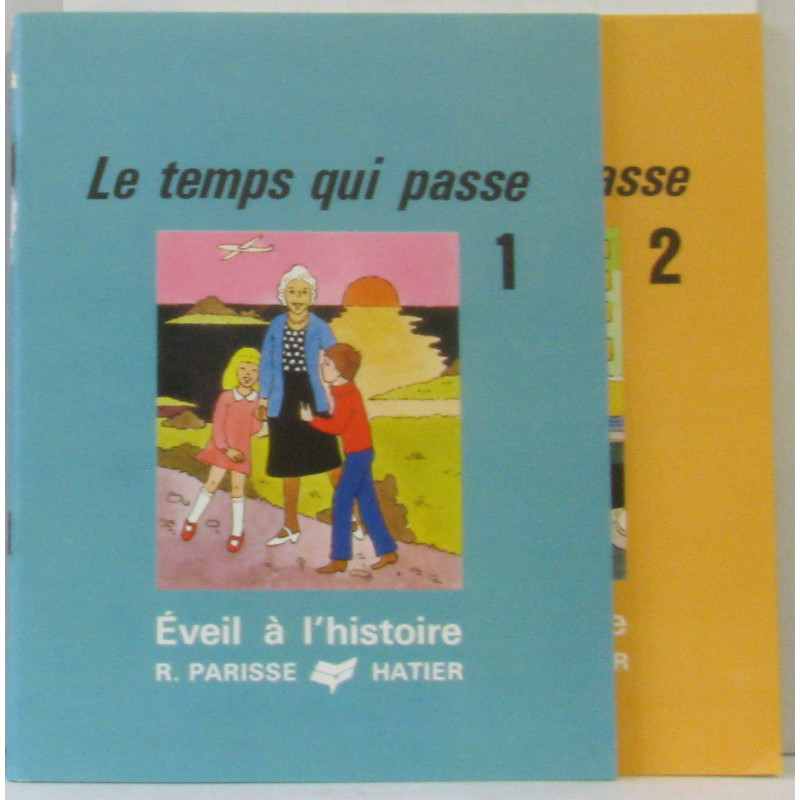 Le temps qui passe
1
Éveil à l'histoire
R. PARISSE HATIER
asse
2
e
R